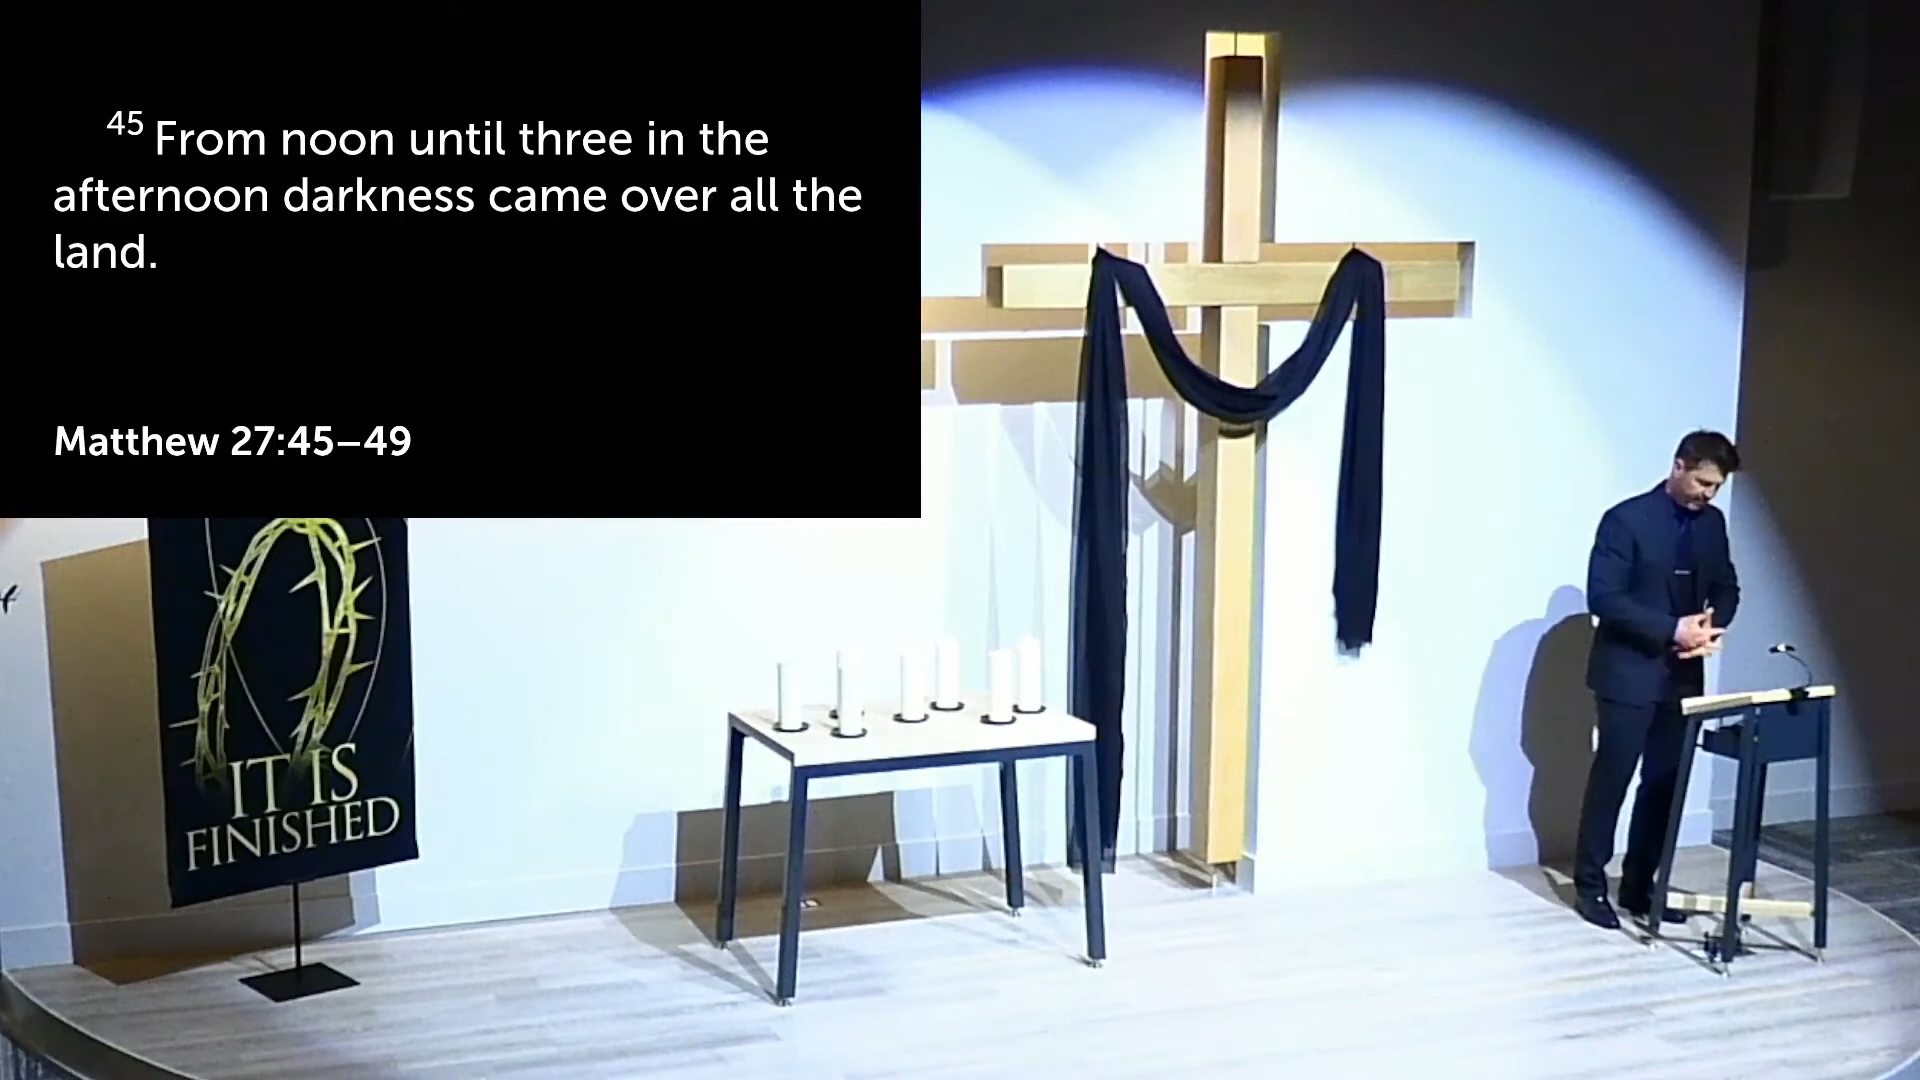 45 From noon until three in the
afternoon darkness came over all the
land.
Matthew 27:45–49
IT IS
FINISHED